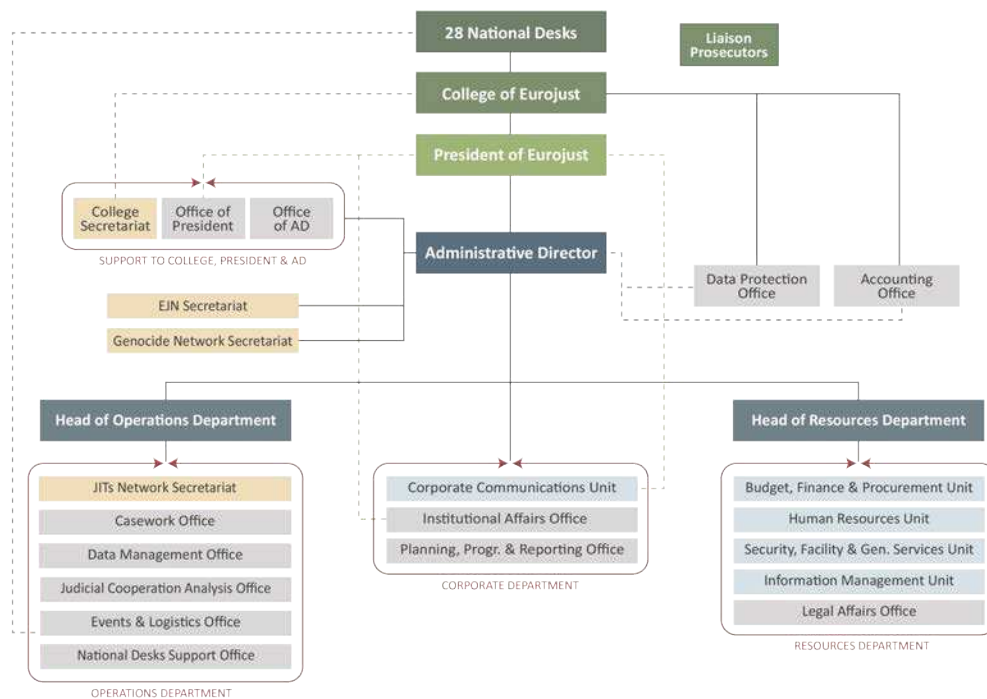 28 National Desks
Liaison
Prosecutors
College of Eurojust
President of Eurojust
College
Secretariat
Office of
President
Office
of AD
SUPPORT TO COLLEGE, PRESIDENT & AD
Administrative Director
Data Protection
Office
Accounting
Office
EJN Secretariat
Genocide Network Secretariat
Head of Operations Department
Head of Resources Department
JITs Network Secretariat
Casework Office
Data Management Office
Judicial Cooperation Analysis Office
Events & Logistics Office
National Desks Support Office
OPERATIONS DEPARTMENT
Corporate Communications Unit
Institutional Affairs Office
Planning, Progr. & Reporting Office
CORPORATE DEPARTMENT
Budget, Finance & Procurement Unit
Human Resources Unit
Security, Facility & Gen. Services Unit
Information Management Unit
Legal Affairs Office
RESOURCES DEPARTMENT